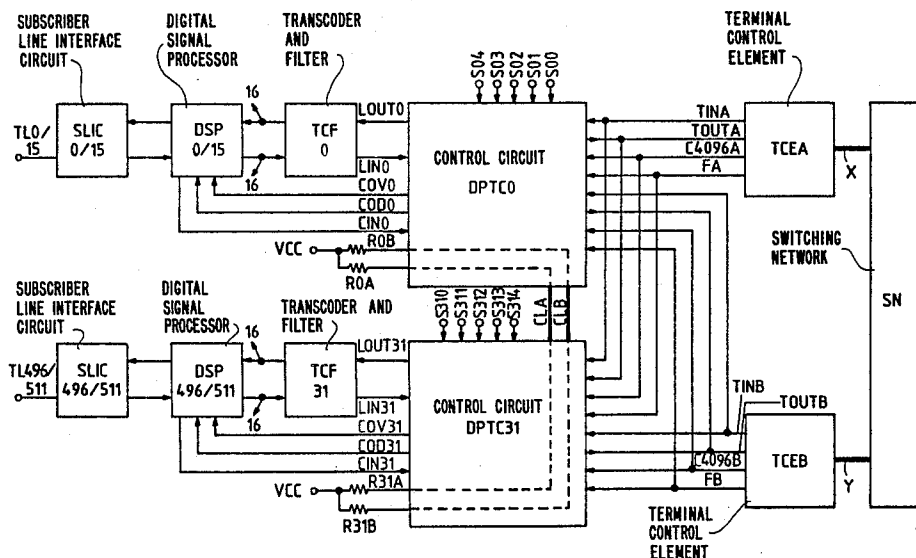 SUBSCRIBER
LINE INTERFACE
CIRCUIT
DIGITAL
SIGNAL
PROCESSOR
TRANSCODER
AND
FILTER
TERMINAL
CONTROL
ELEMENT
S04
S03
S02
S01
S00
TL0/
15
SLIC
0/15
DSP
0/15
16
16
TCF
0
LOUT0
LIN0
COV0
COD0
CIN0
CONTROL CIRCUIT
DPTC0
TINA
TOUTA
C4096A
FA
TCEA
X
VCC
R0B
R0A
SWITCHING
NETWORK
SN
SUBSCRIBER
LINE INTERFACE
CIRCUIT
DIGITAL
SIGNAL
PROCESSOR
TRANSCODER AND
FILTER
S310
S311
S312
S313
S314
CLA
CLB
TL496/
511
SLIC
496/511
DSP
496/511
16
16
TCF
31
LOUT31
LIN31
COV31
COD31
CIN31
CONTROL CIRCUIT
DPTC31
TINB
TOUTB
C4096B
FB
TCEB
Y
VCC
R31A
R31B
TERMINAL
CONTROL
ELEMENT